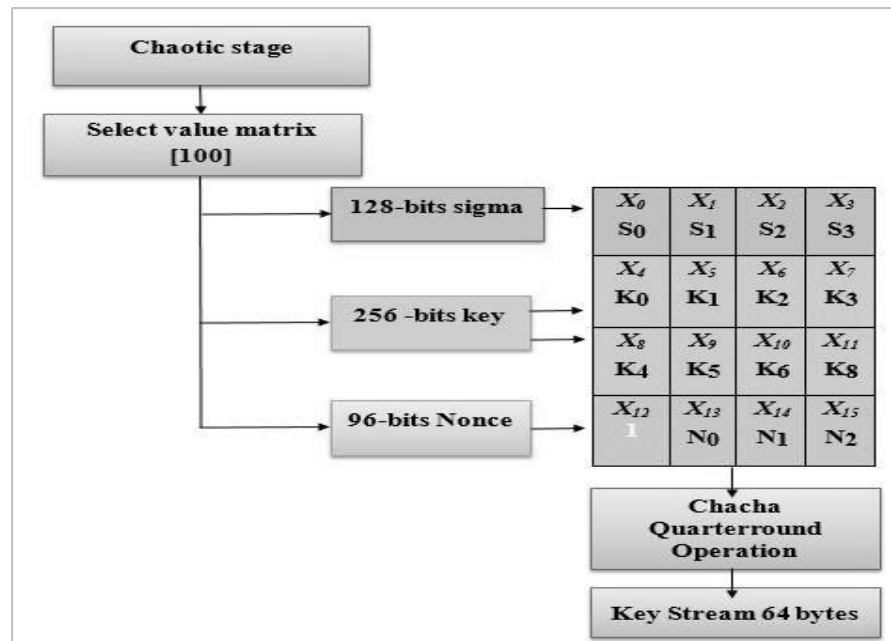 Chaotic stage
Select value matrix
[100]
128-bits sigma
256 -bits key
96-bits Nonce
X0 X1 X2 X3
S0 S1 S2 S3
X4 X5 X6 X7
K0 K1 K2 K3
X8 X9 X10 X11
K4 K5 K6 K8
X12 X13 X14 X15
1 N0 N1 N2
Chacha
Quarterround
Operation
Key Stream 64 bytes